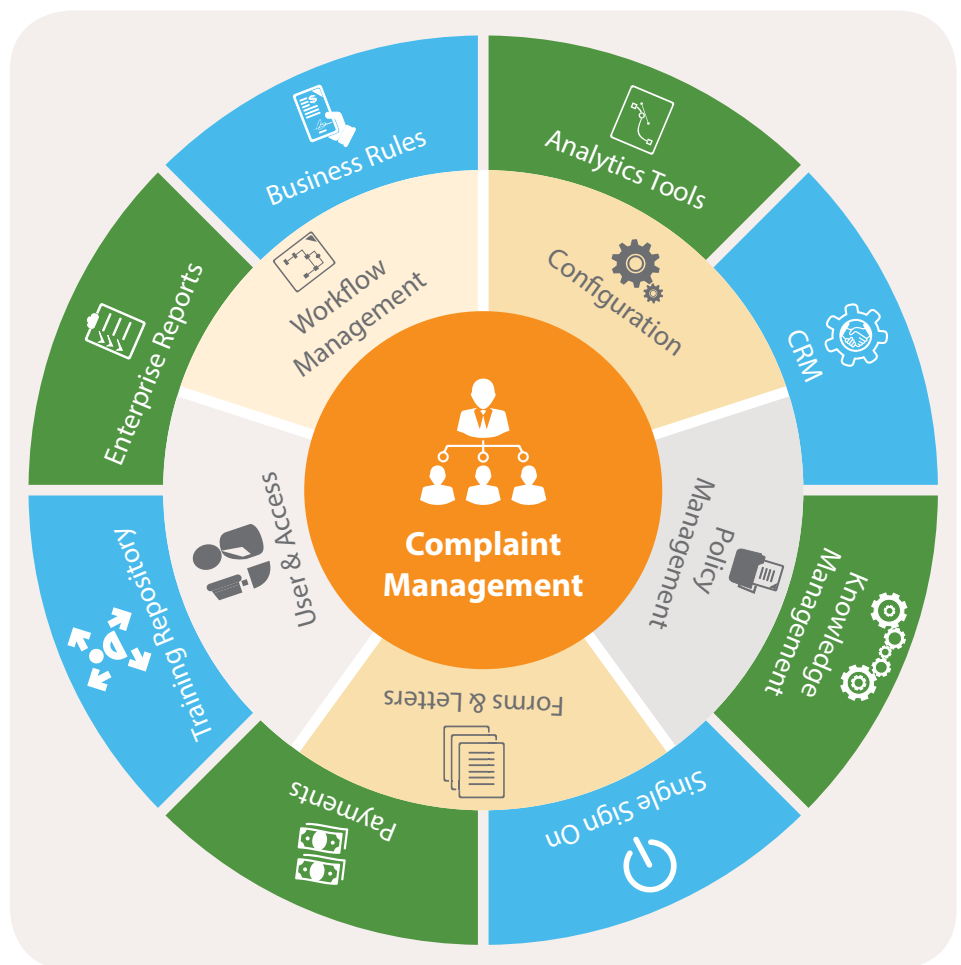 Complaint
Management
Configuration
Policy
Management
Forms & Letters
User & Access
Workflow
Management
Analytics Tools
CRM
Knowledge
Management
Single Sign On
Payments
Training Repository
Enterprise Reports
Business Rules